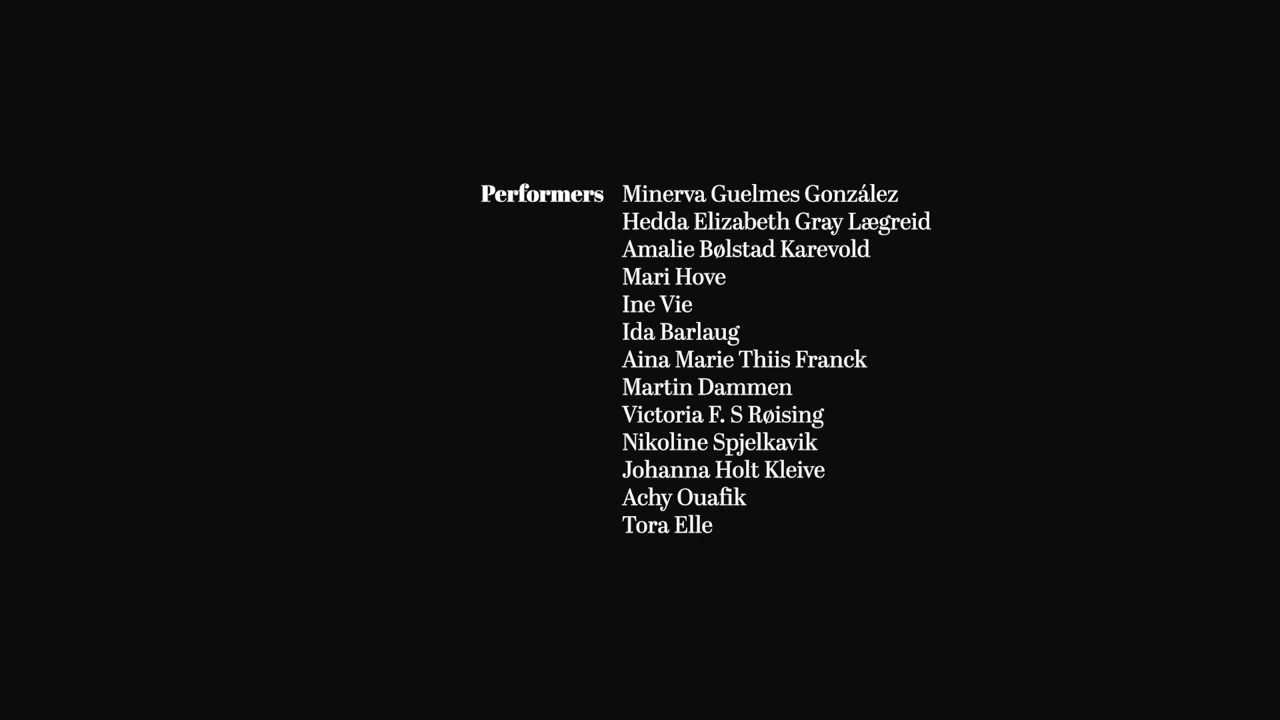 Performers Minerva Guelmes González
Hedda Elizabeth Gray Lægreid
Amalie Bølstad Karevold
Mari Hove
Ine Vie
Ida Barlaug
Aina Marie Thiis Franck
Martin Dammen
Victoria F. S Røising
Nikoline Spjelkavik
Johanna Holt Kleive
Achy Ouafik
Tora Elle